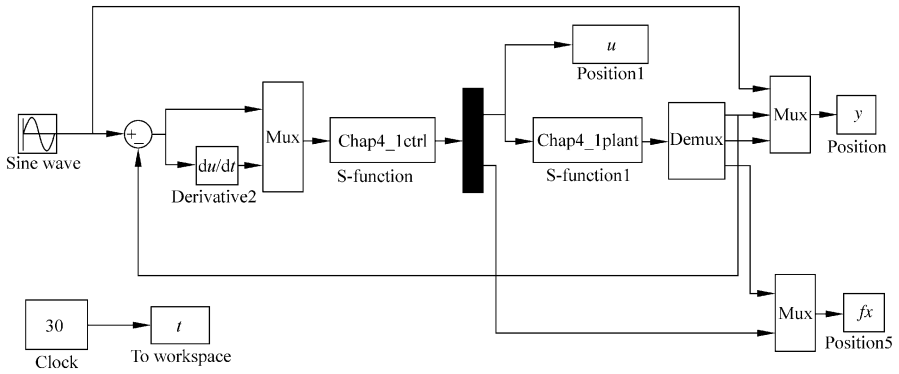 u
Position1
Mux
y
Position
Sine wave
+
−
du/dt
Derivative2
Mux
Chap4_1ctrl
S-function
Chap4_1plant
S-function1
Demux
30
Clock
t
To workspace
Mux
fx
Position5